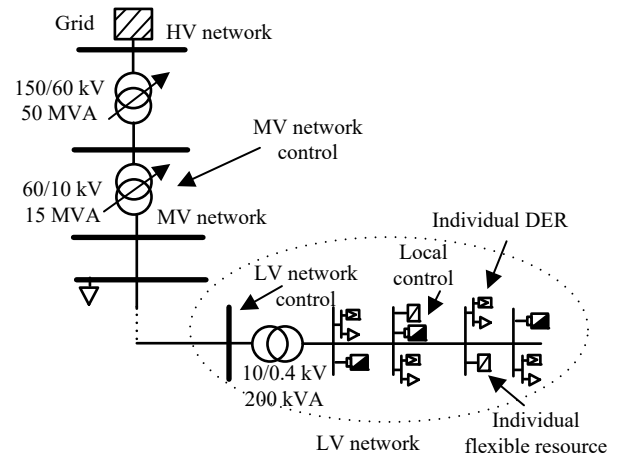 Grid
HV network
150/60 kV
50 MVA
MV network
control
60/10 kV
15 MVA
MV network
Individual DER
Local
control
LV network
control
10/0.4 kV
200 kVA
Individual
flexible resource
LV network